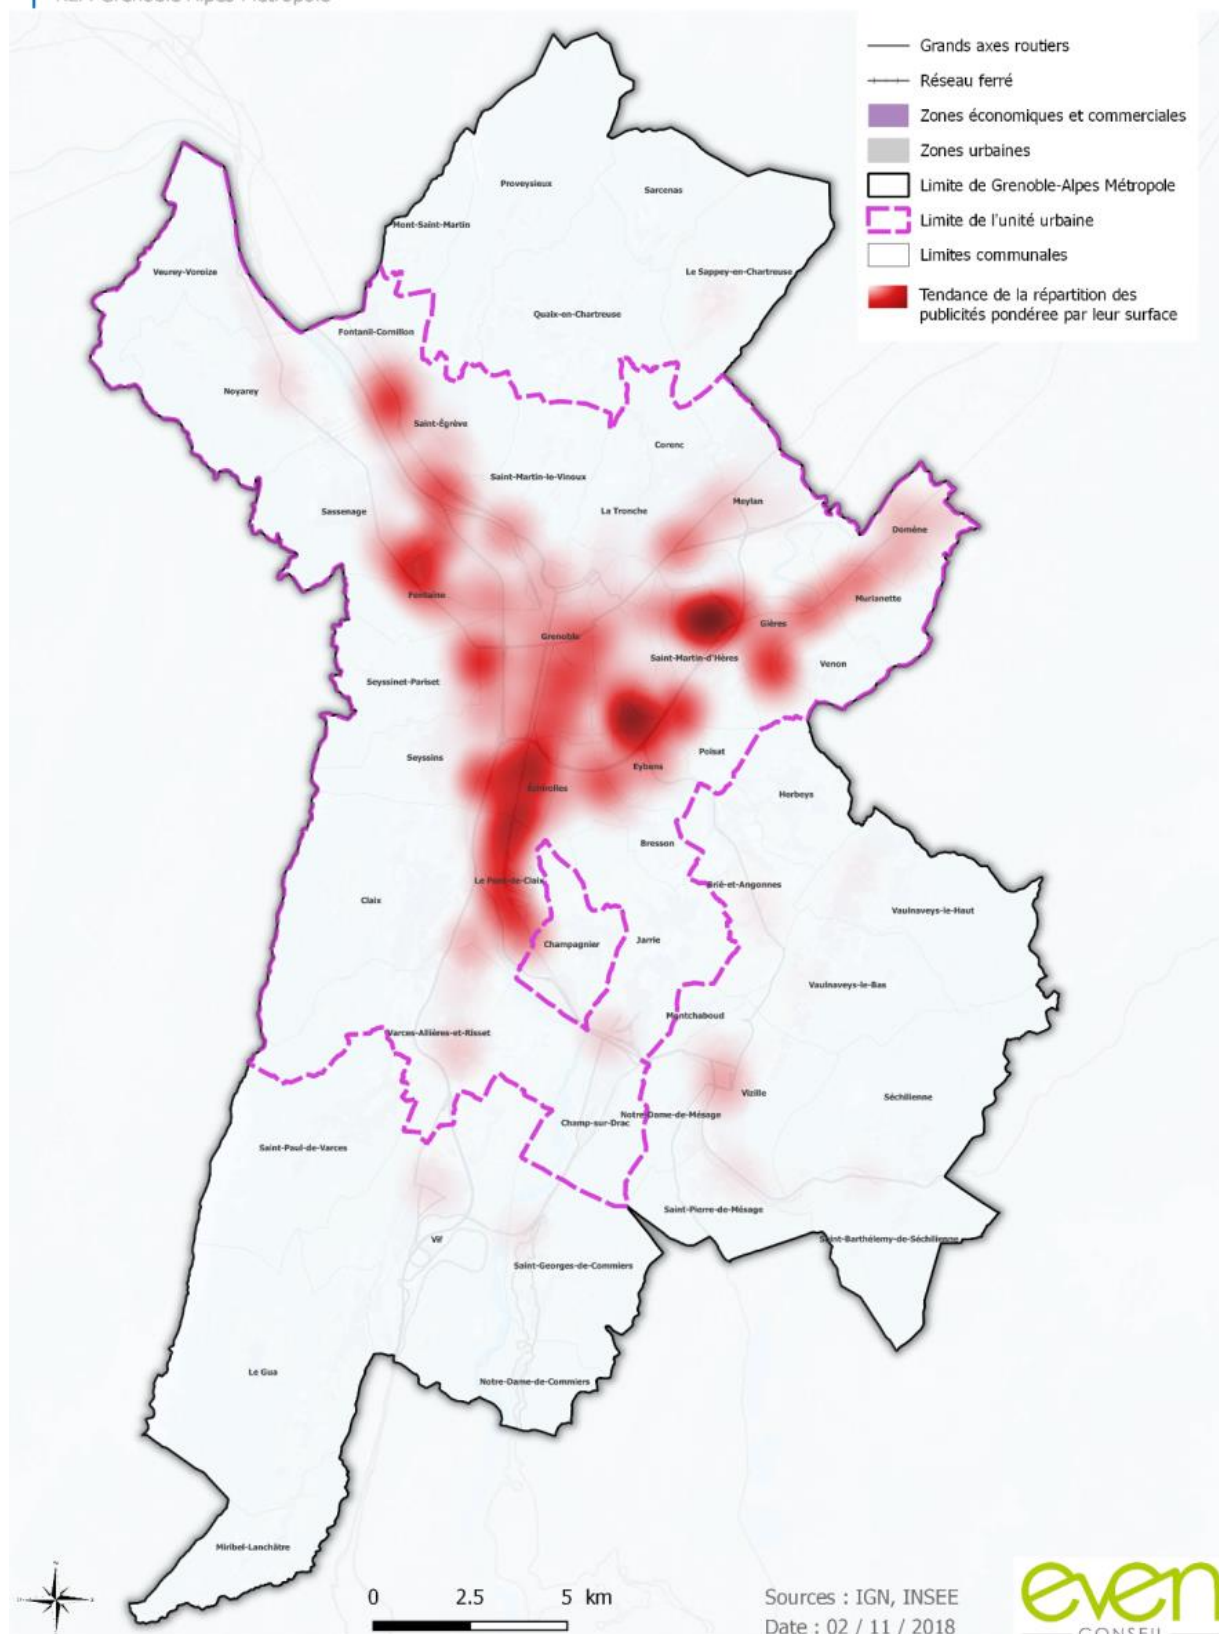 Grands axes routiers
Réseau ferré
Zones économiques et commerciales
Zones urbaines
Limite de Grenoble-Alpes Métropole
Limite de l'unité urbaine
Limites communales
Tendance de la répartition des
publicités pondérée par leur surface
Proveysieux
Sarcenas
Mont-Saint-Martin
Veurey-Voroize
Le Sappey-en-Chartreuse
Quaix-en-Chartreuse
Fontanil-Cornillon
Noyarey
Saint-Égrève
Corenc
Saint-Martin-le-Vinoux
Meylan
Sassenage
La Tronche
Domène
Fontaine
Murianette
Gières
Grenoble
Saint-Martin-d'Hères
Venon
Seyssinet-Pariset
Poisat
Seyssins
Eybens
Échirolles
Herbeys
Bresson
Le Pont-de-Claix
Brié-et-Angonnes
Claix
Vaulnaveys-le-Haut
Champagnier
Jarrie
Vaulnaveys-le-Bas
Montchaboud
Varces-Allières-et-Risset
Vizille
Séchilienne
Notre-Dame-de-Mésage
Champ-sur-Drac
Saint-Paul-de-Varces
Saint-Pierre-de-Mésage
Vif
Saint-Barthélemy-de-Séchilienne
Saint-Georges-de-Commiers
Le Gua
Notre-Dame-de-Commiers
Miribel-Lanchâtre
0 2.5 5 km
Sources : IGN, INSEE
Date : 02 / 11 / 2018
even
CONSEIL